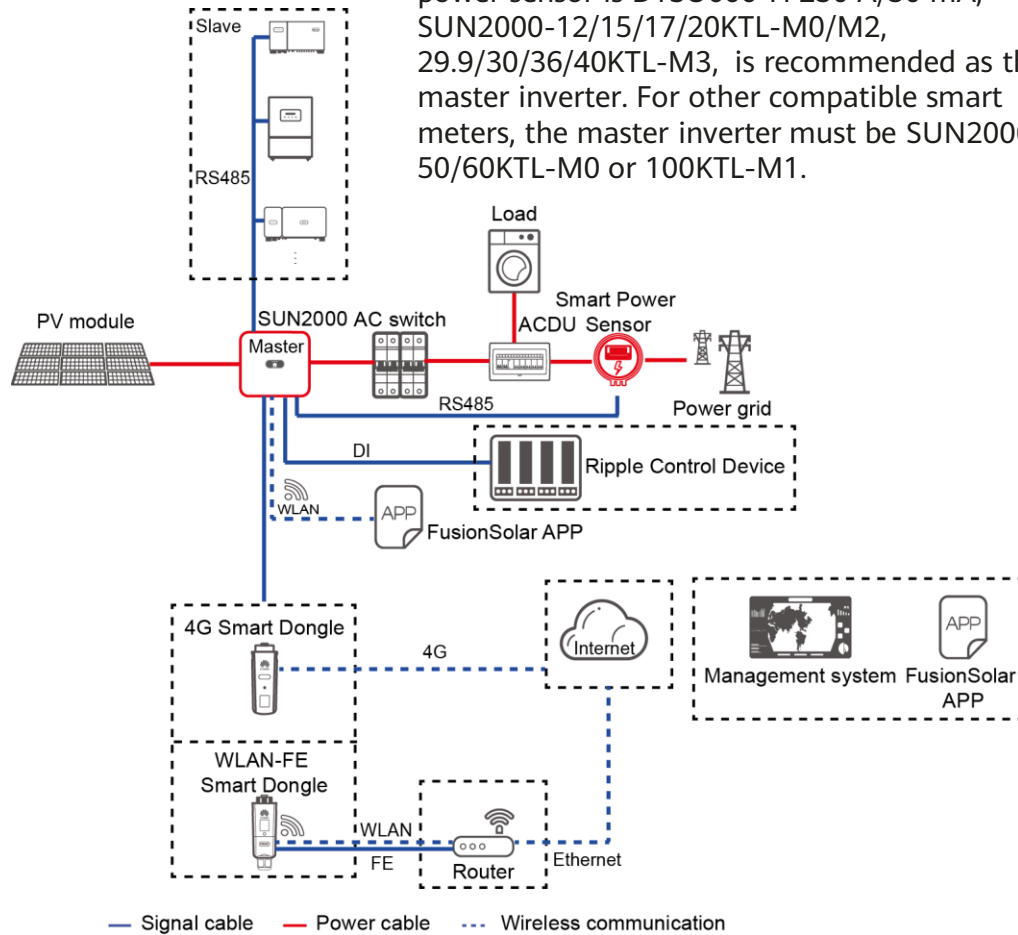 SUN2000-12/15/17/20KTL-M0/M2,
29.9/30/36/40KTL-M3, is recommended as
master inverter. For other compatible smart
meters, the master inverter must be
50/60KTL-M0 or 100KTL-M1.
Slave
RS485
Load
Smart Power
Sensor
PV module
SUN2000
AC switch
ACDU
Master
RS485
Power grid
DI
Ripple Control Device
WLAN
APP
FusionSolar APP
4G Smart Dongle
4G
Internet
APP
Management system
FusionSolar
APP
WLAN-FE
Smart Dongle
WLAN
FE
Router
Ethernet
Signal cable
Power cable
Wireless communication